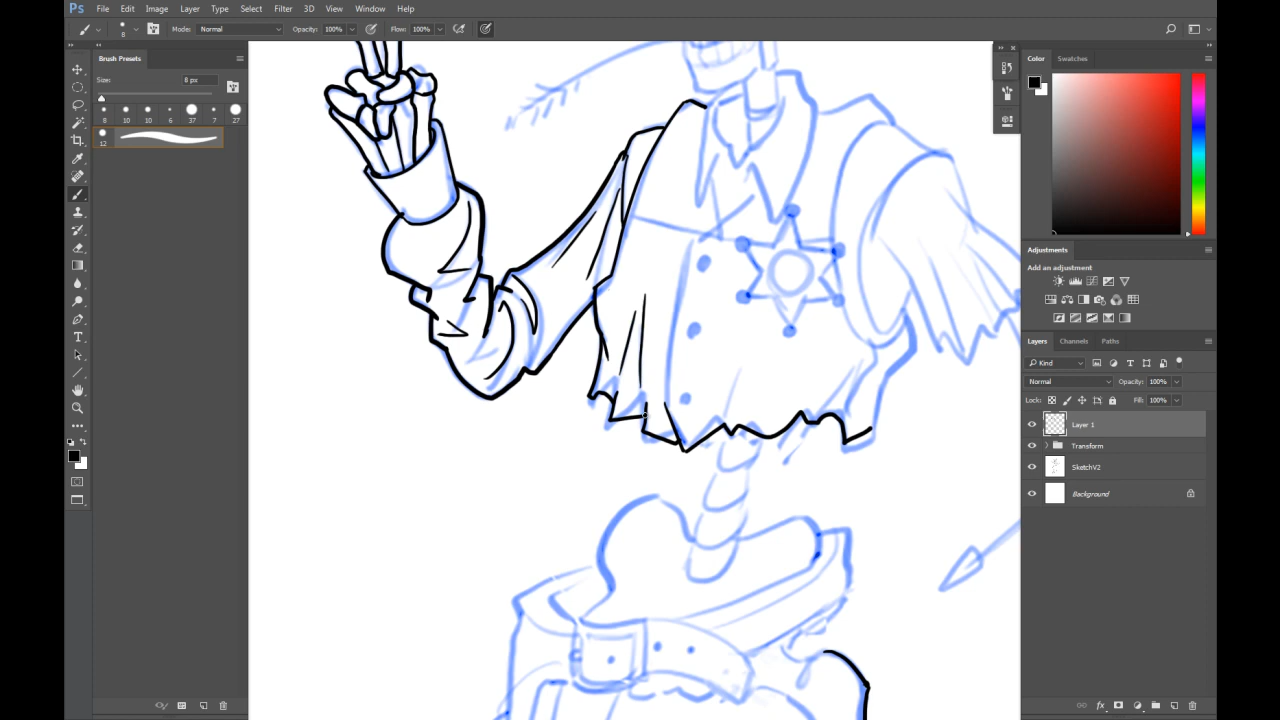 Ps File Edit Image Layer Type Select Filter 3D View Window Help
8 Mode: Normal Opacity: 100% Flow: 100%
Brush Presets
Size: 8 px
8 10 10 6 37 7 27
12
Color Swatches
Adjustments
Add an adjustment
Layers Channels Paths
Kind
Normal Opacity: 100%
Lock: Fill: 100%
Layer 1
Transform
SketchV2
Background
fx